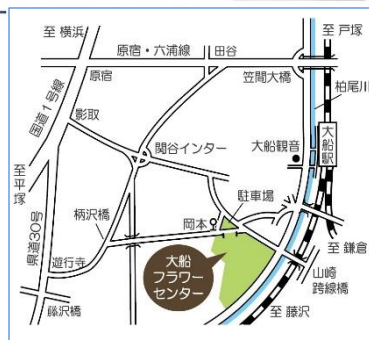 至 横浜
原宿・六浦線
田谷
至 戸塚
原宿
笠間大橋
柏尾川
国道1号線
影取
関谷インター
大船観音
大船駅
至 平塚
駐車場
柄沢橋
岡本
至 鎌倉
県道30号
遊行寺
大船
フラワー
センター
山崎
跨線橋
藤沢橋
至 藤沢